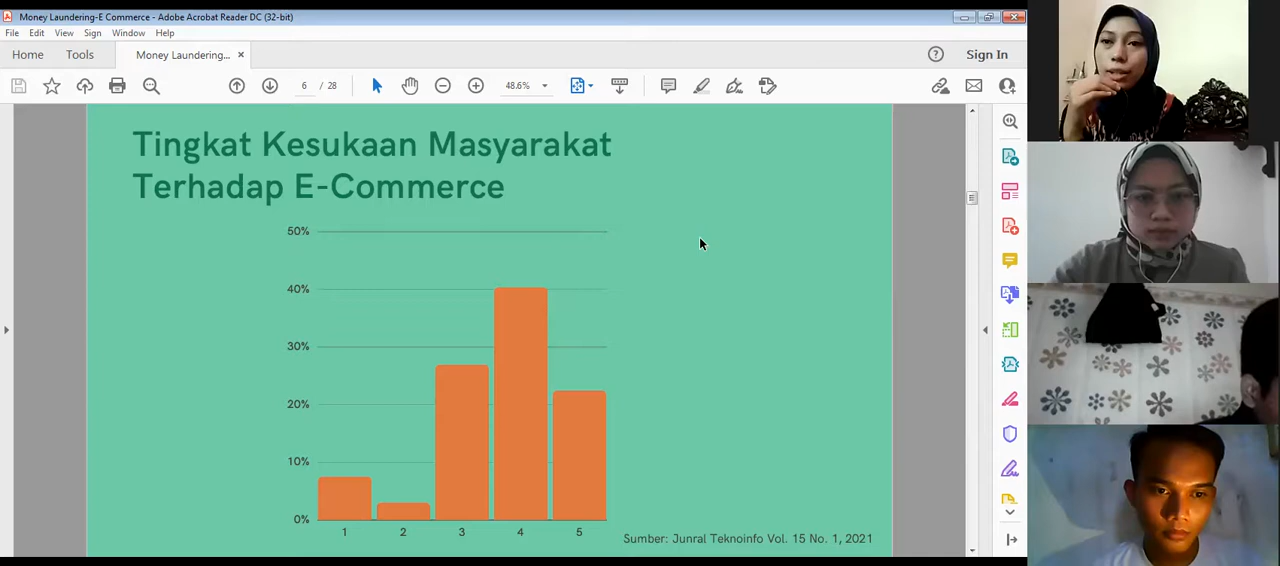 Money Laundering-E Commerce - Adobe Acrobat Reader DC (32-bit)
File Edit View Sign Window Help
Home Tools Money Laundering... × Sign In
6 / 28 48.6%
Tingkat Kesukaan Masyarakat
Terhadap E-Commerce
50%
40%
30%
20%
10%
0%
1 2 3 4 5
Sumber: Junral Teknoinfo Vol. 15 No. 1, 2021